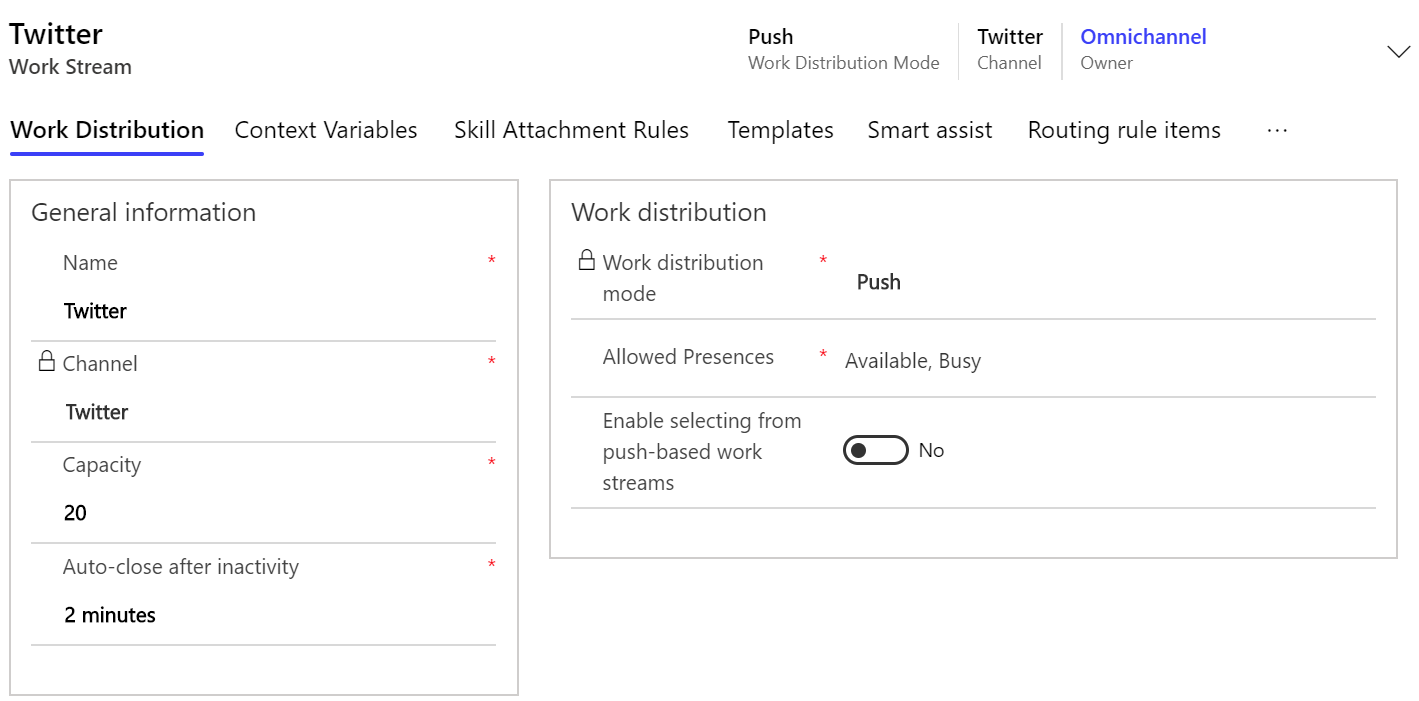 Twitter
Work Stream
Push
Work Distribution Mode
Twitter
Channel
Omnichannel
Owner
Work Distribution
Context Variables
Skill Attachment Rules
Templates
Smart assist
Routing rule items
...
General information
Name
*
Twitter
Channel
*
Twitter
Capacity
*
20
Auto-close after inactivity
*
2 minutes
Work distribution
Work distribution
mode
*
Push
Allowed Presences
*
Available, Busy
Enable selecting from
push-based work
streams
No